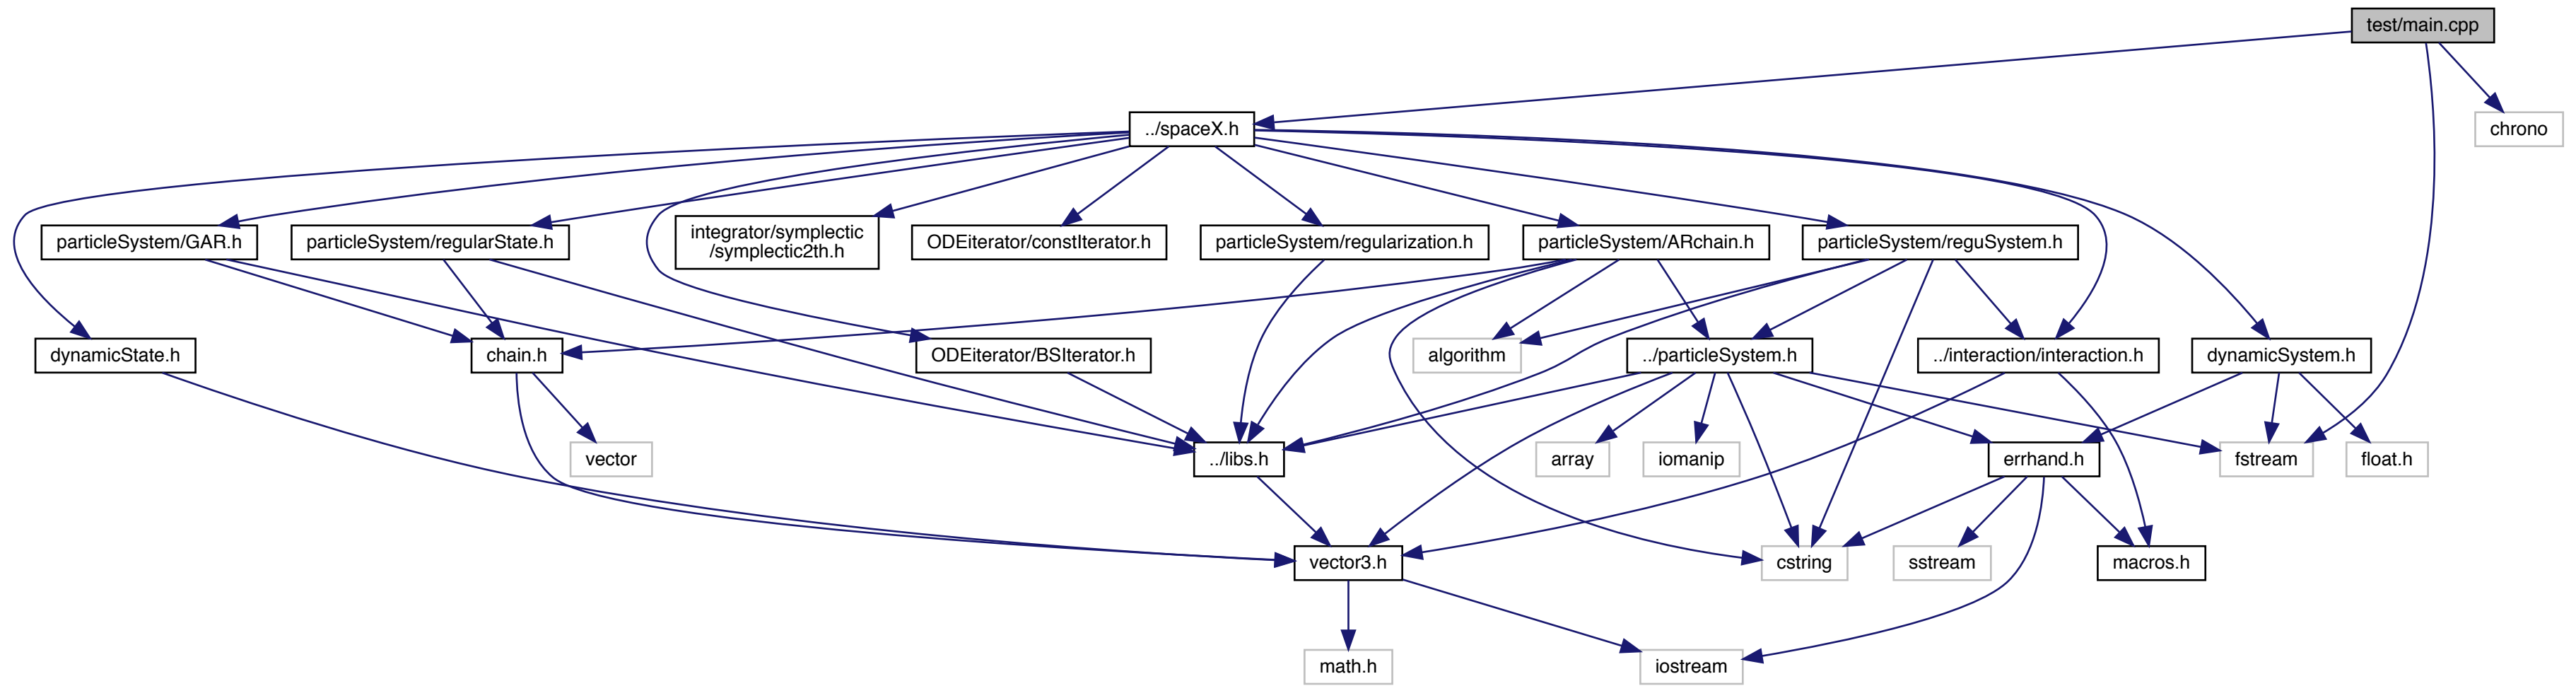 test/main.cpp
../spaceX.h
chrono
particleSystem/GAR.h
particleSystem/regularState.h
integrator/symplectic
/symplectic2th.h
ODEiterator/constIterator.h
particleSystem/regularization.h
particleSystem/ARchain.h
particleSystem/reguSystem.h
dynamicState.h
chain.h
ODEiterator/BSIterator.h
algorithm
../particleSystem.h
../interaction/interaction.h
dynamicSystem.h
vector
../libs.h
array
iomanip
errhand.h
fstream
float.h
vector3.h
cstring
sstream
macros.h
math.h
iostream